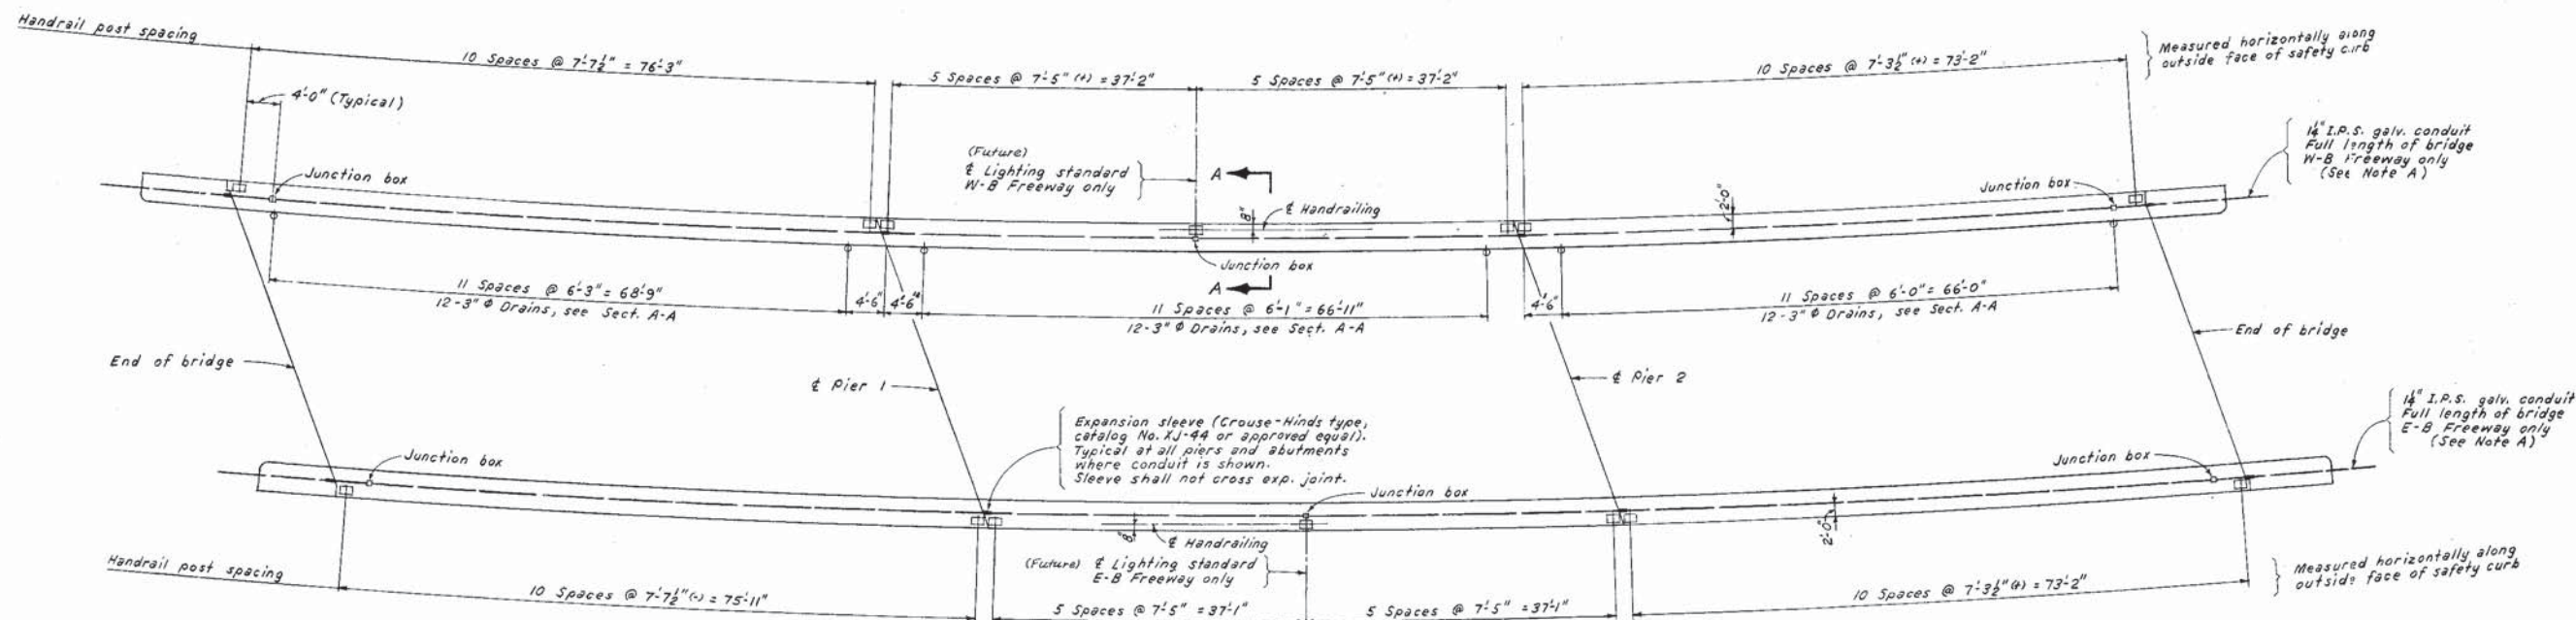 Handrail post spacing
10 Spaces @ 7'-7½" = 76'-3"
5 Spaces @ 7'-5" (+) = 37'-2"
5 Spaces @ 7'-5" (+) = 37'-2"
10 Spaces @ 7'-3½" (+) = 73'-2"
Measured horizontally along
outside face of safety curb
4'-0" (Typical)
Junction box
(Future)
℄ Lighting standard
W-B Freeway only
A
8"
℄ Handrailing
2'-0"
Junction box
1¼" I.P.S. galv. conduit
Full length of bridge
W-B Freeway only
(See Note A)
Junction box
A
11 Spaces @ 6'-3" = 68'-9"
12-3" Φ Drains, see Sect. A-A
4'-6"
4'-6"
11 Spaces @ 6'-1" = 66'-11"
12-3" Φ Drains, see Sect. A-A
4'-6"
11 Spaces @ 6'-0" = 66'-0"
12-3" Φ Drains, see Sect. A-A
End of bridge
℄ Pier 1
℄ Pier 2
End of bridge
Expansion sleeve (Crouse-Hinds type,
catalog No. XJ-44 or approved equal).
Typical at all piers and abutments
where conduit is shown.
Sleeve shall not cross exp. joint.
1¼" I.P.S. galv. conduit
Full length of bridge
E-B Freeway only
(See Note A)
Junction box
Junction box
Junction box
8"
℄ Handrailing
2'-0"
(Future) ℄ Lighting standard
E-B Freeway only
Handrail post spacing
10 Spaces @ 7'-7½" (-) = 75'-11"
5 Spaces @ 7'-5" = 37'-1"
5 Spaces @ 7'-5" = 37'-1"
10 Spaces @ 7'-3½" (+) = 73'-2"
Measured horizontally along
outside face of safety curb